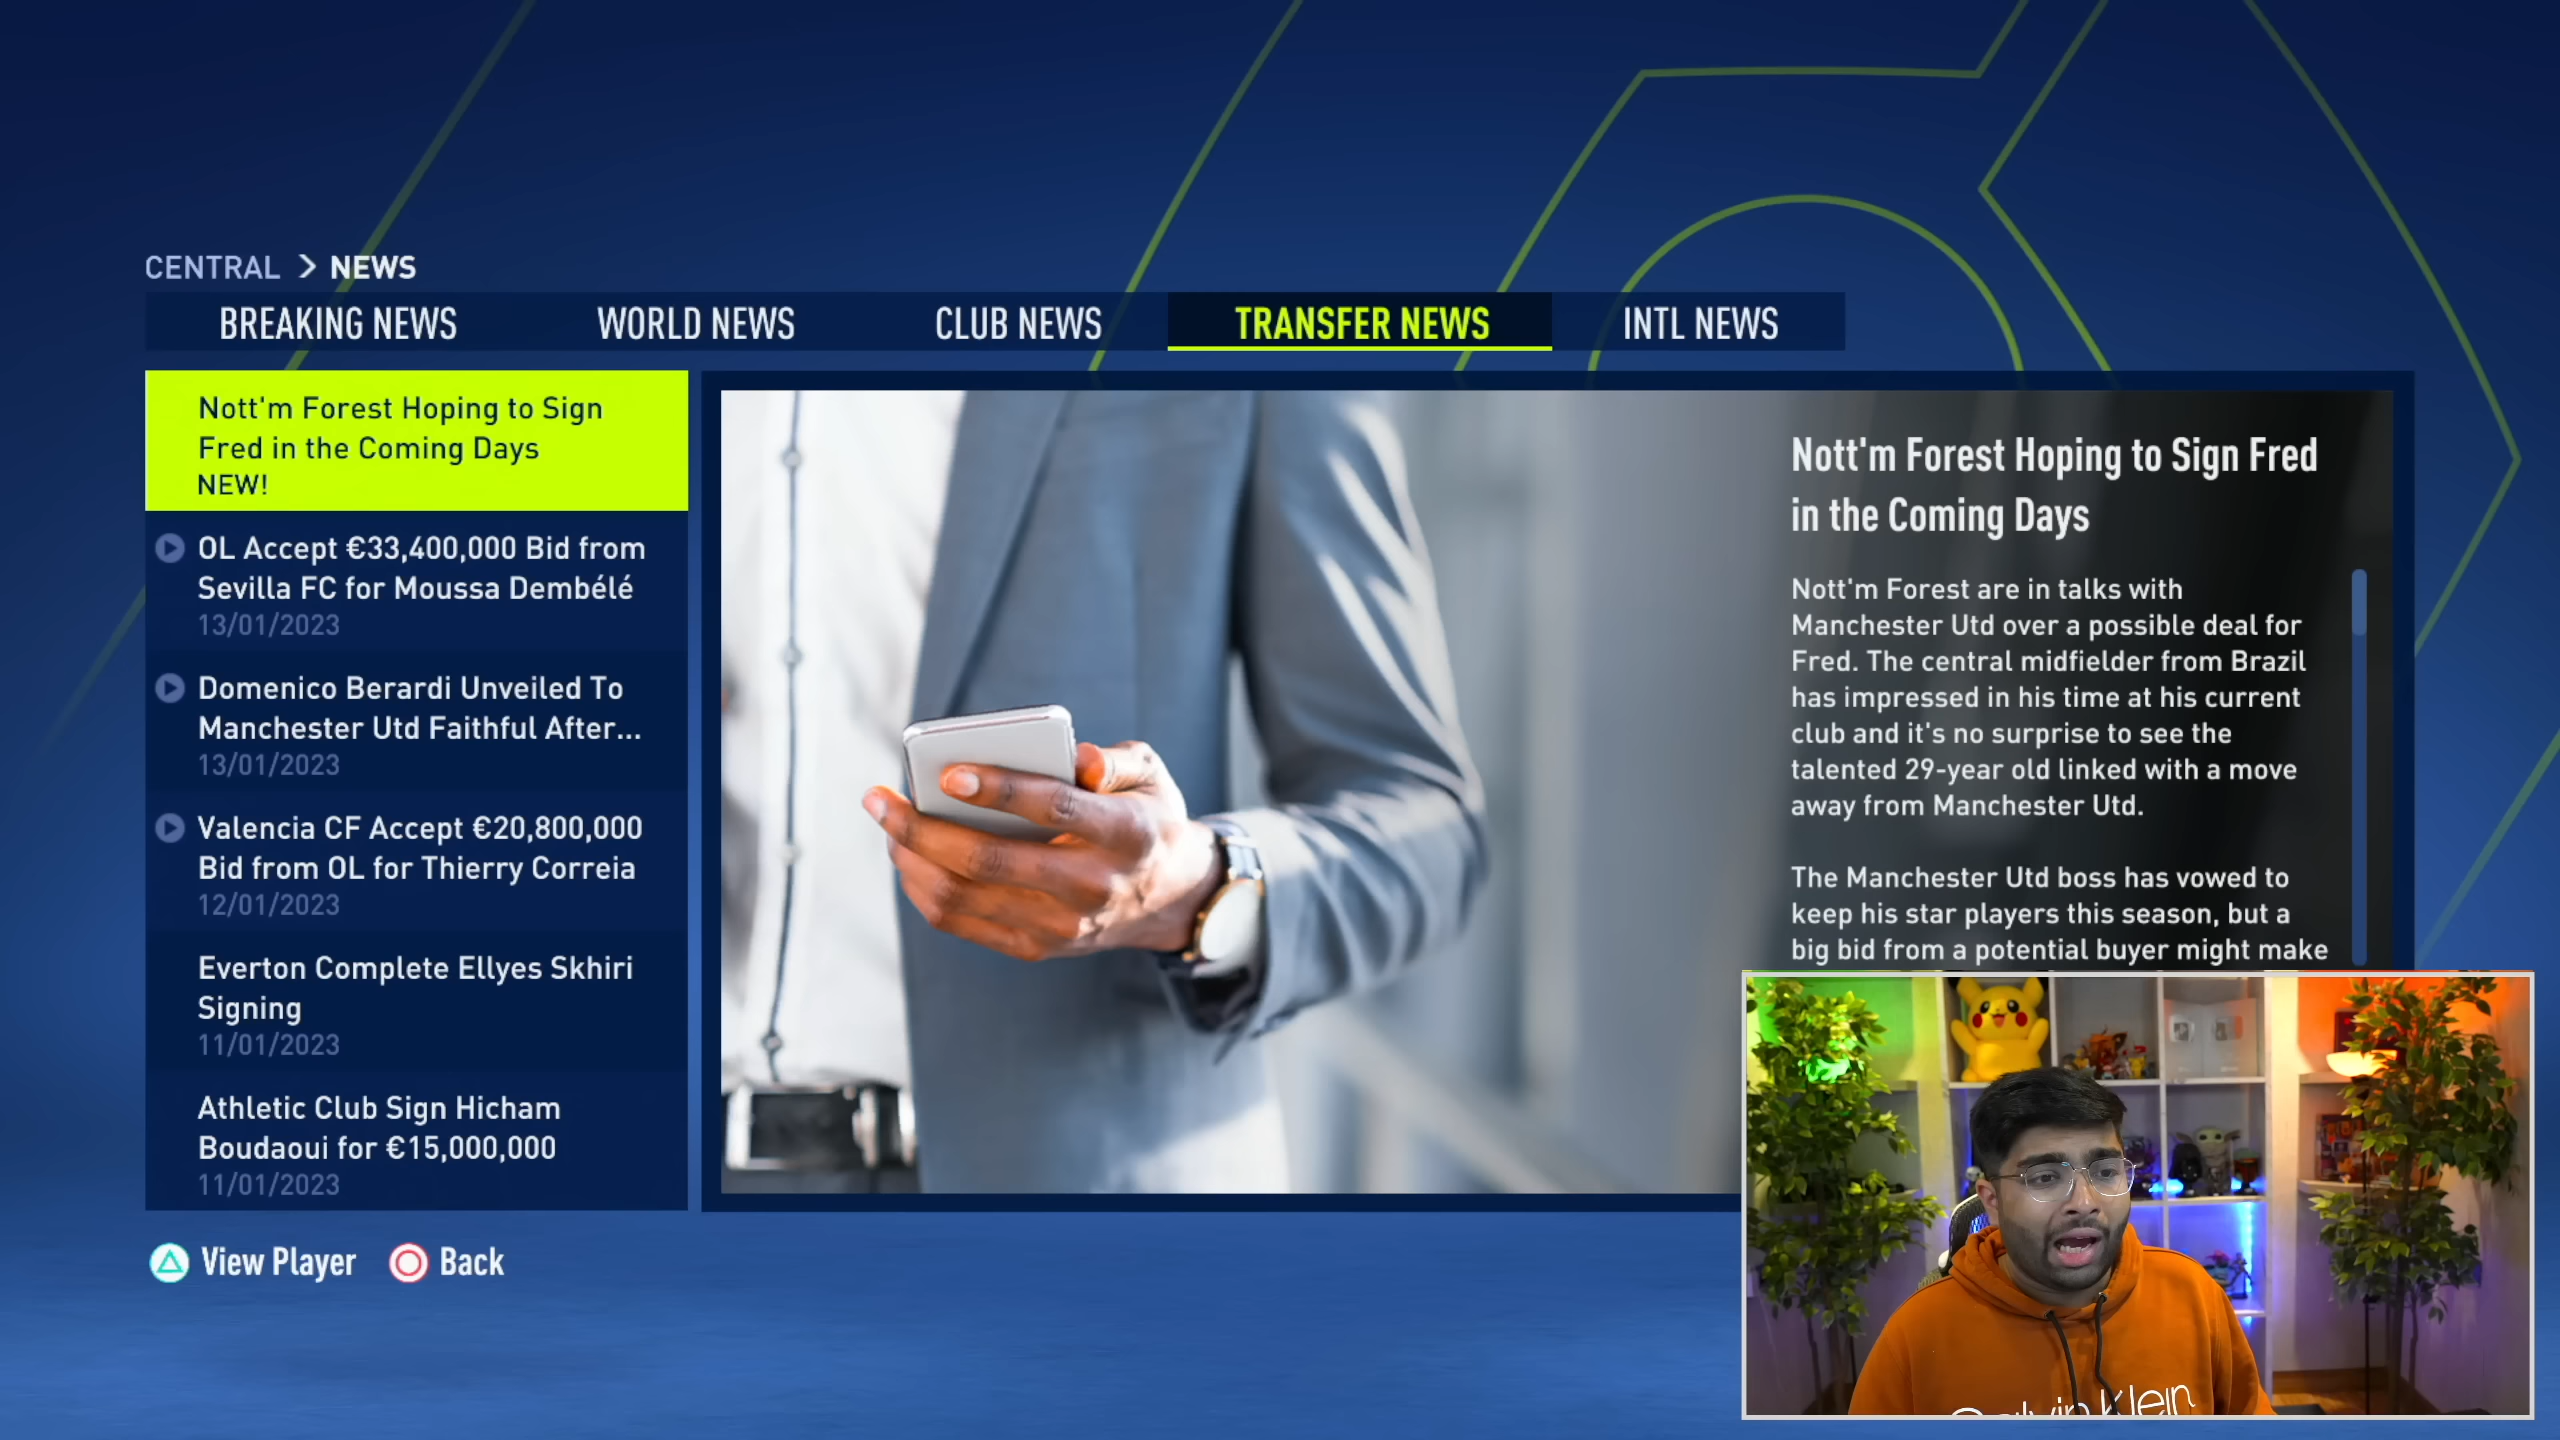 CENTRAL > NEWS
BREAKING NEWS
WORLD NEWS
CLUB NEWS
TRANSFER NEWS
INTL NEWS
Nott'm Forest Hoping to Sign
Fred in the Coming Days
NEW!
OL Accept €33,400,000 Bid from
Sevilla FC for Moussa Dembélé
13/01/2023
Domenico Berardi Unveiled To
Manchester Utd Faithful After...
13/01/2023
Valencia CF Accept €20,800,000
Bid from OL for Thierry Correia
12/01/2023
Everton Complete Ellyes Skhiri
Signing
11/01/2023
Athletic Club Sign Hicham
Boudaoui for €15,000,000
11/01/2023
Nott'm Forest Hoping to Sign Fred
in the Coming Days
Nott'm Forest are in talks with
Manchester Utd over a possible deal for
Fred. The central midfielder from Brazil
has impressed in his time at his current
club and it's no surprise to see the
talented 29-year old linked with a move
away from Manchester Utd.
The Manchester Utd boss has vowed to
keep his star players this season, but a
big bid from a potential buyer might make
View Player
Back
Calvin Klein